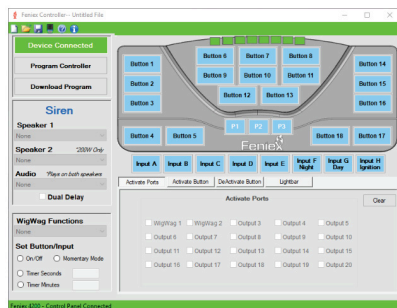 Feniex Controller-- Untitled File
Device Connected
Program Controller
Download Program
Siren
Speaker 1
None
Speaker 2 *200W Only
None
Audio *Plays on both speakers
None
Dual Delay
WigWag Functions
None
Set Button/Input
On/Off Momentary Mode
Timer Seconds
Timer Minutes
Button 1
Button 2
Button 3
Button 4 Button 5
Button 6 Button 7 Button 8
Button 9 Button 10 Button 11
Button 12 Button 13
Button 14
Button 15
Button 16
Button 18 Button 17
P1 P2 P3
Feniex
Input A Input B Input C Input D Input E Input F Night Input G Day Input H Ignition
Activate Ports Activate Button DeActivate Button Lightbar
Activate Ports
Clear
WigWag 1 WigWag 2 Output 3 Output 4 Output 5
Output 6 Output 7 Output 8 Output 9 Output 10
Output 11 Output 12 Output 13 Output 14 Output 15
Output 16 Output 17 Output 18 Output 19 Output 20
Feniex 4200 - Control Panel Connected